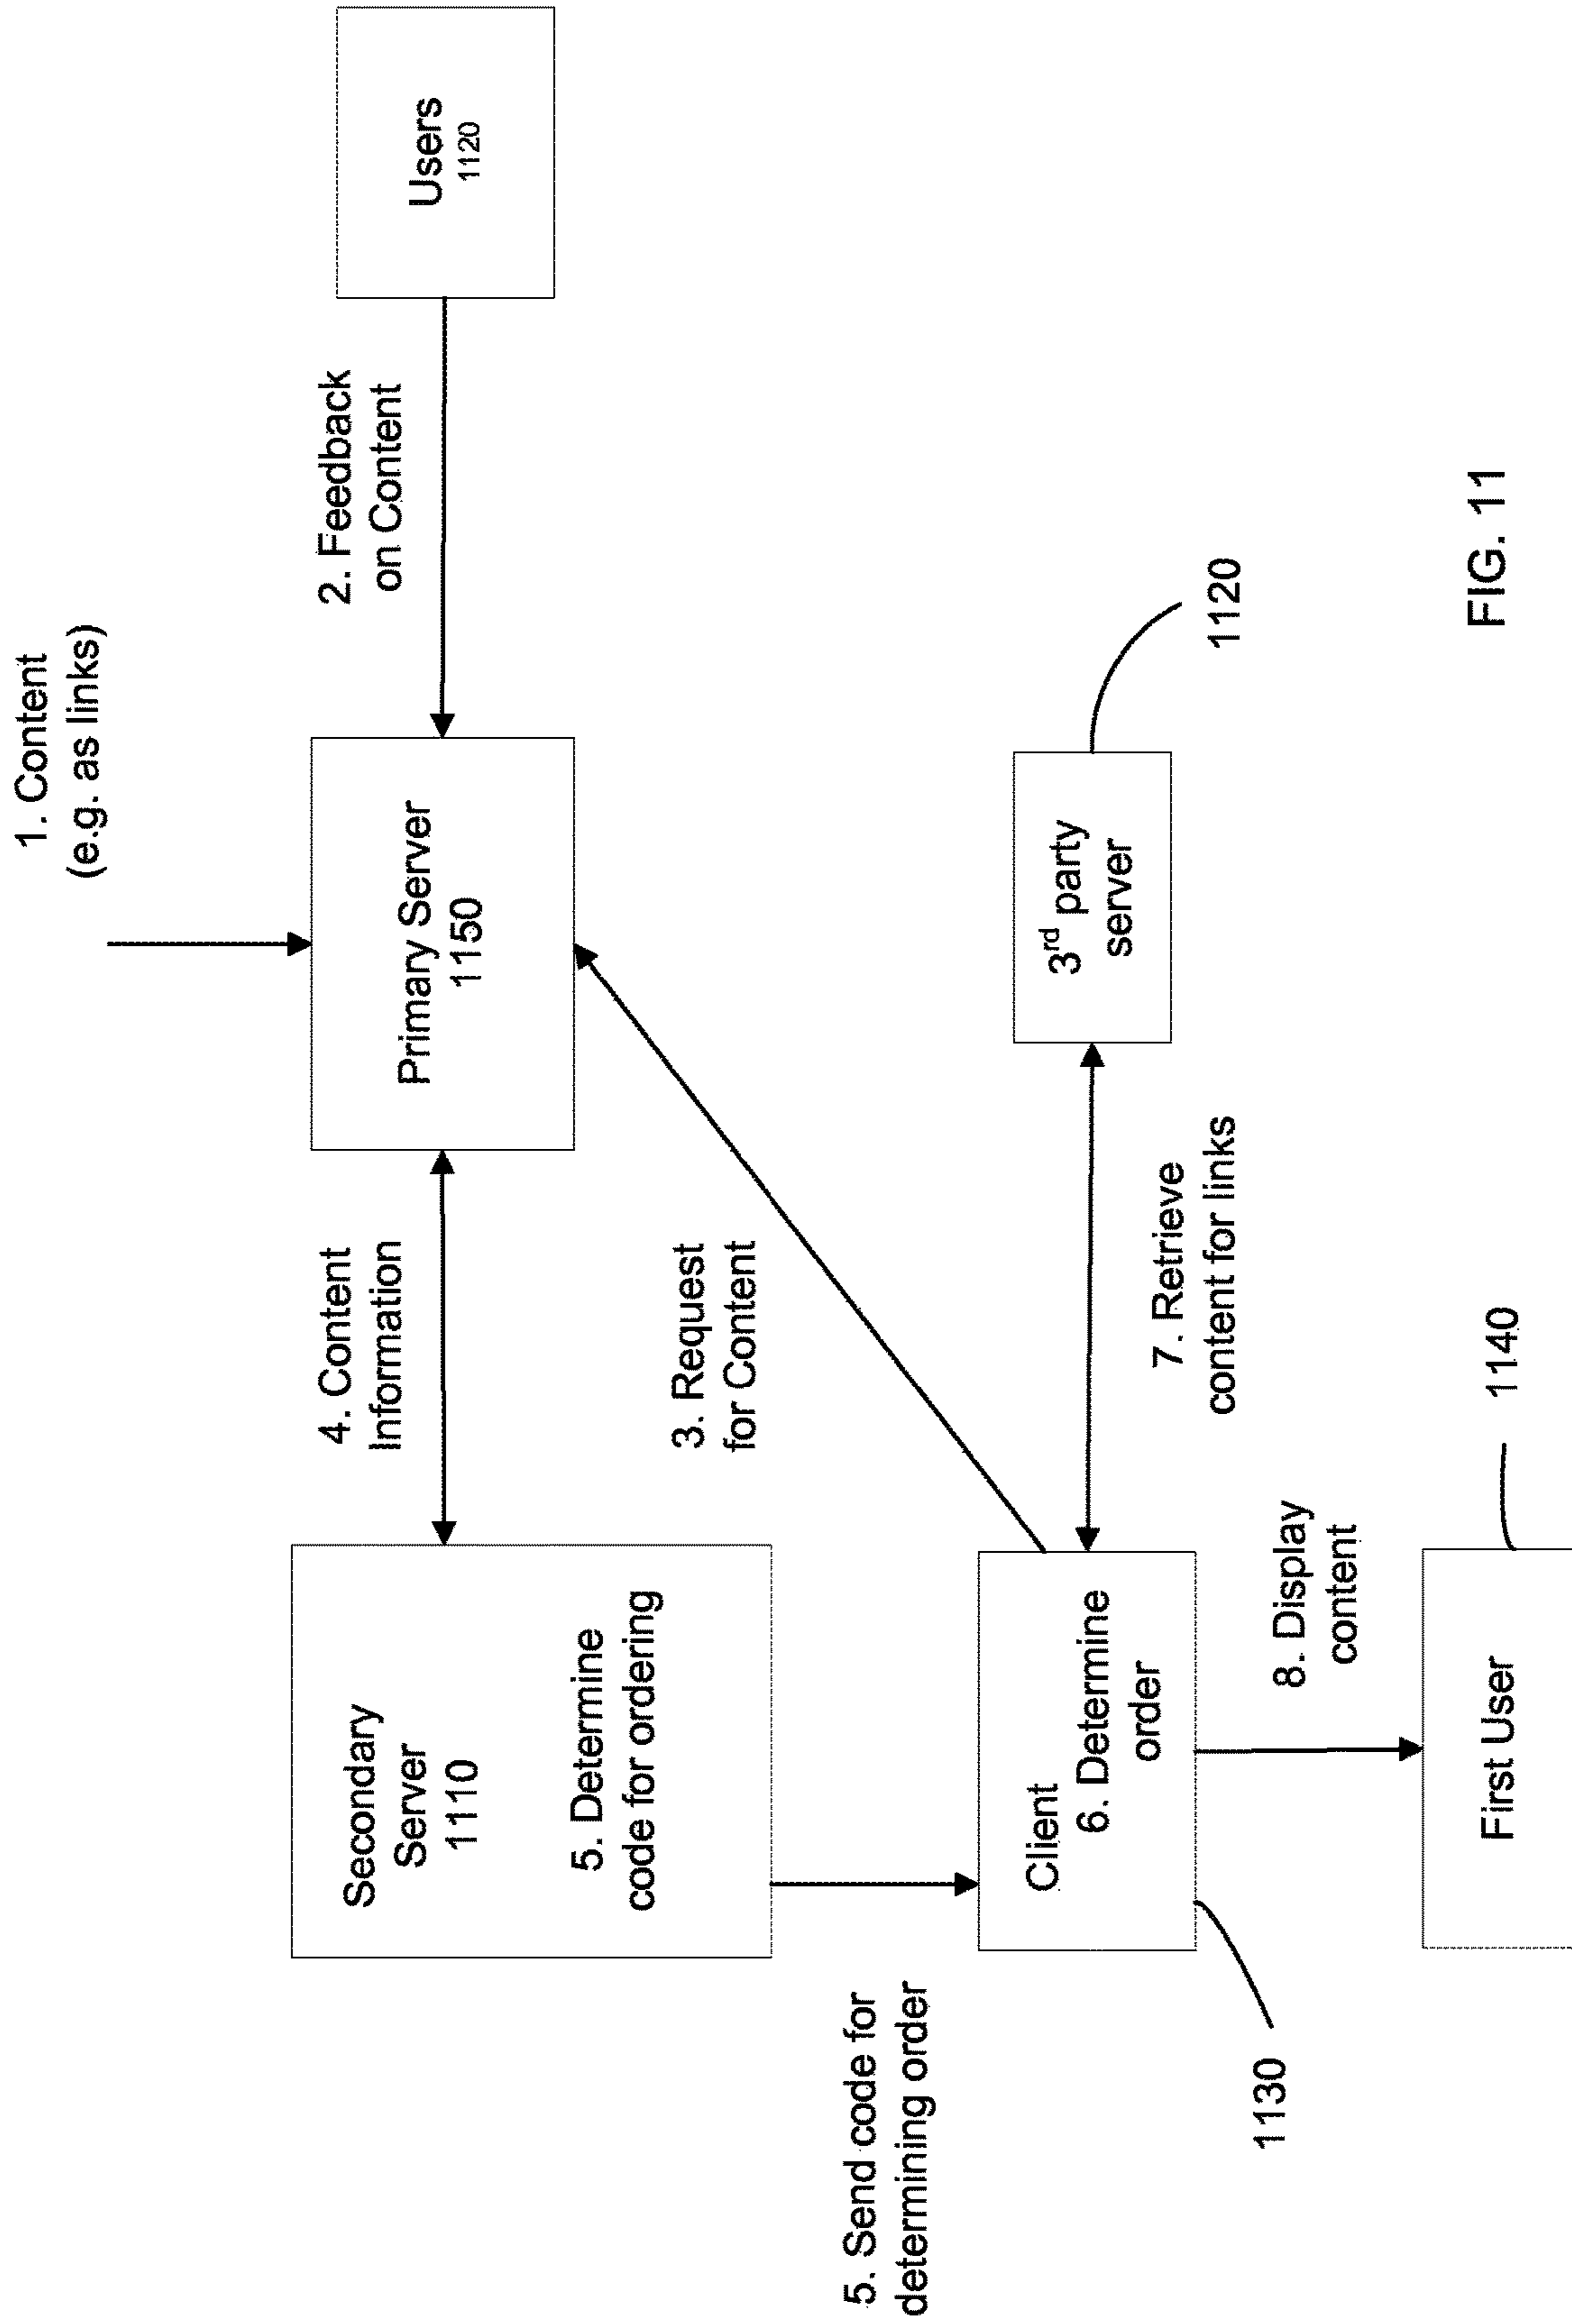 1. Content
(e.g. as links)
Users
1120
2. Feedback
on Content
Primary Server
1150
4. Content
Information
Secondary
Server
1110
5. Determine
code for ordering
3. Request
for Content
3rd party
server
1120
7. Retrieve
content for links
5. Send code for
determining order
Client
6. Determine
order
1130
8. Display
content
First User
1140
FIG. 11